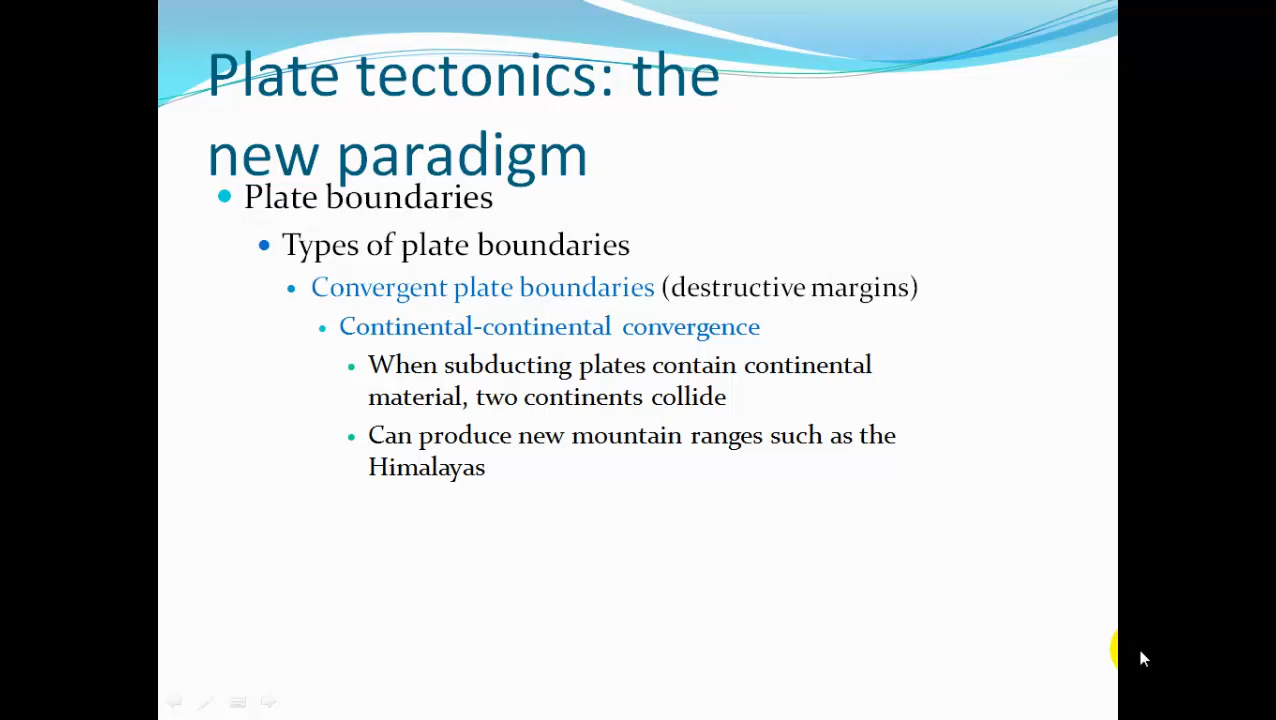 Plate tectonics: the
new paradigm
Plate boundaries
Types of plate boundaries
Convergent plate boundaries (destructive margins)
Continental-continental convergence
When subducting plates contain continental
material, two continents collide
Can produce new mountain ranges such as the
Himalayas